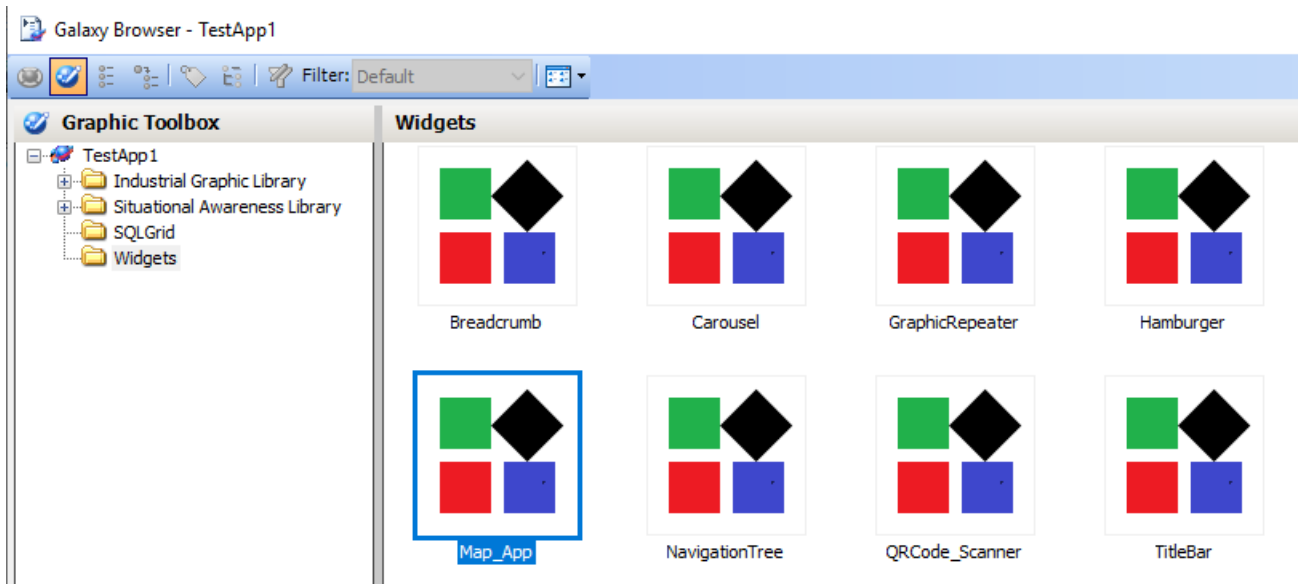 Galaxy Browser - TestApp1
Filter: Default
Graphic Toolbox
Widgets
TestApp1
Industrial Graphic Library
Situational Awareness Library
SQLGrid
Widgets
Breadcrumb Carousel GraphicRepeater Hamburger
Map_App NavigationTree QRCode_Scanner TitleBar